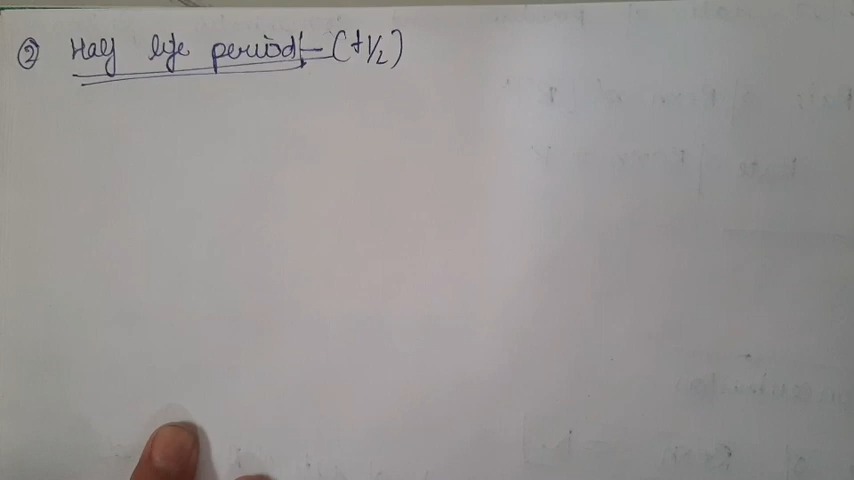 ② Half life period :- (t1/2)